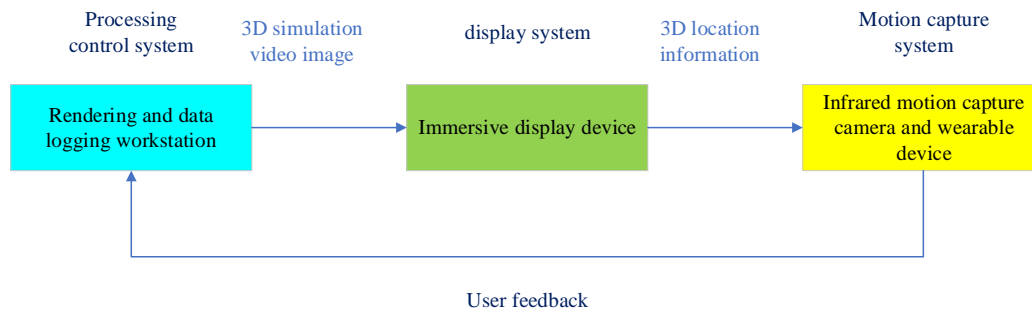 Processing
control system
3D simulation
video image
display system
3D location
information
Motion capture
system
Rendering and data
logging workstation
Immersive display device
Infrared motion capture
camera and wearable
device
User feedback